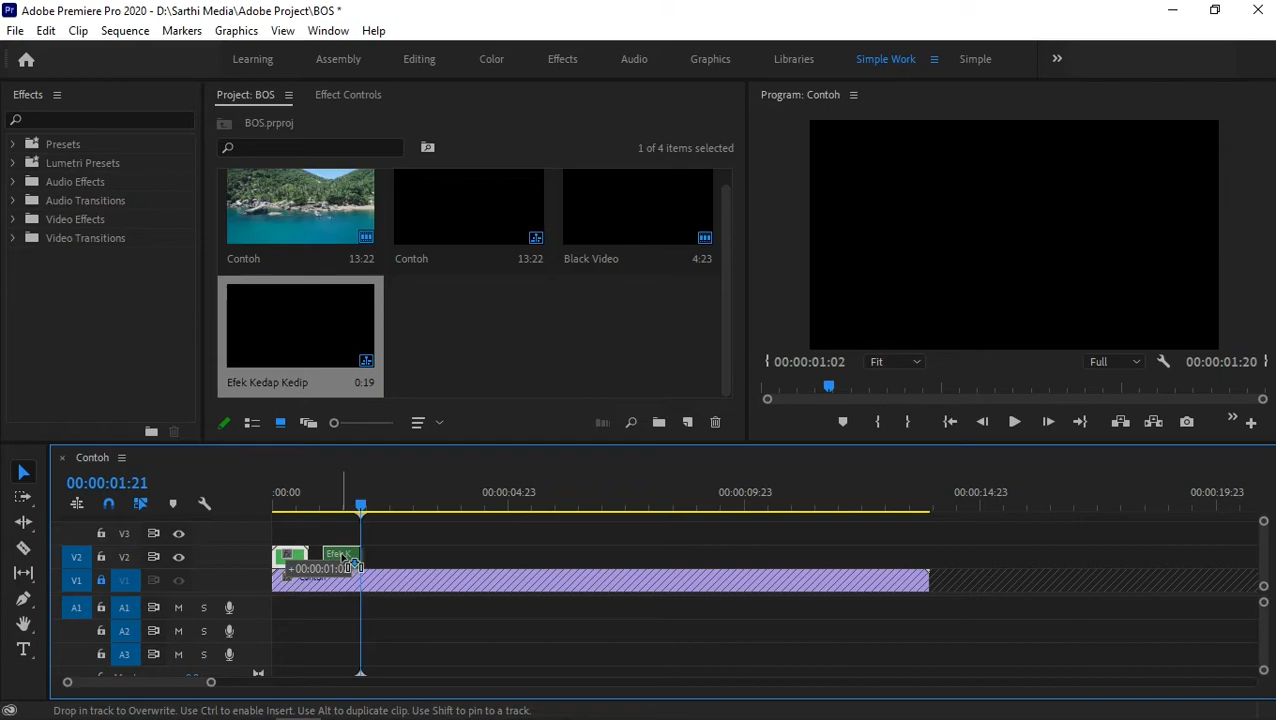 Pr Adobe Premiere Pro 2020 - D:\Sarthi Media\Adobe Project\BOS *
File Edit Clip Sequence Markers Graphics View Window Help
Learning Assembly Editing Color Effects Audio Graphics Libraries Simple Work Simple
Effects
Project: BOS Effect Controls
Program: Contoh
BOS.prproj
1 of 4 items selected
Presets
Lumetri Presets
Audio Effects
Audio Transitions
Video Effects
Video Transitions
Contoh 13:22
Contoh 13:22
Black Video 4:23
Efek Kedap Kedip 0:19
00:00:01:02 Fit Full 00:00:01:20
Contoh
00:00:01:21
:00:00 00:00:04:23 00:00:09:23 00:00:14:23 00:00:19:23
V3
V2 V2 Efek K
V1 V1
A1 A1 M S
A2 M S
A3 M S
Drop in track to Overwrite. Use Ctrl to enable Insert. Use Alt to duplicate clip. Use Shift to pin to a track.